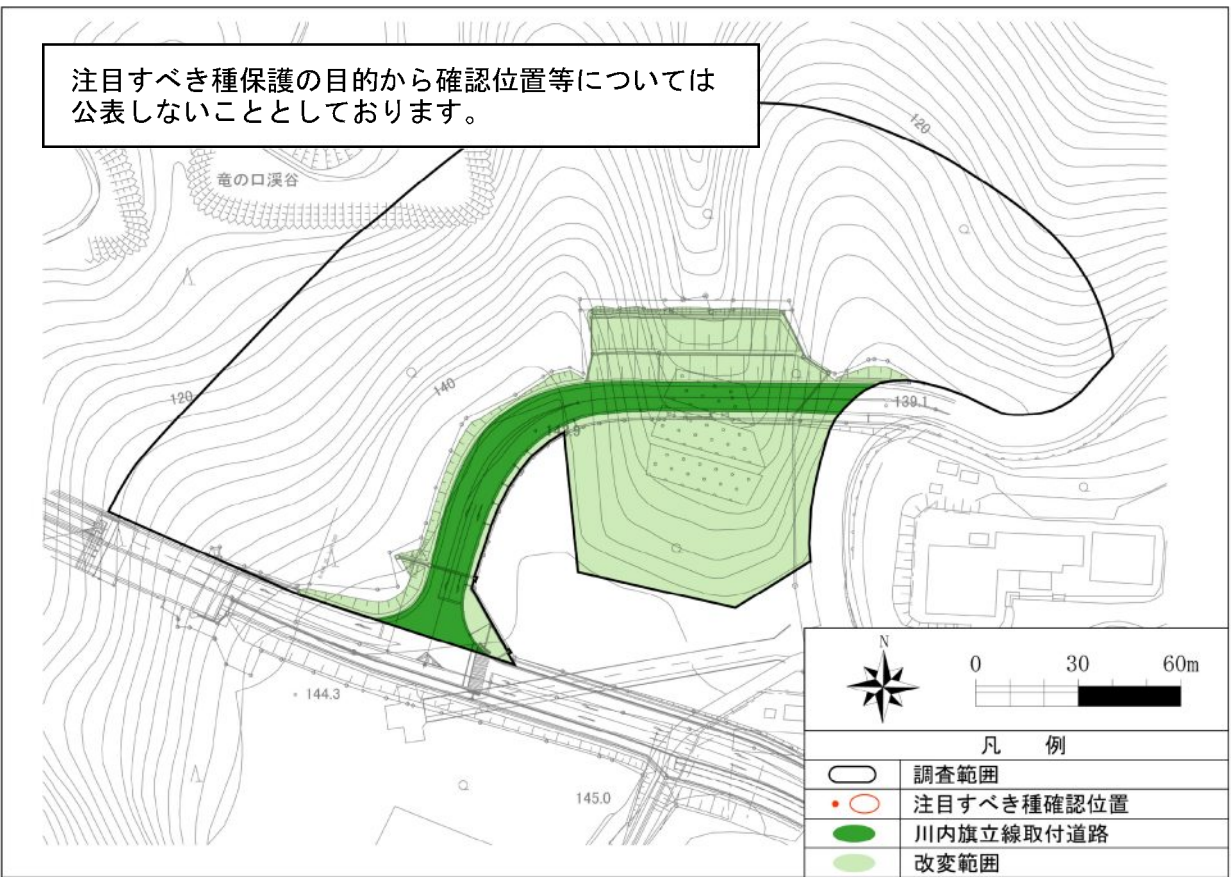 注目すべき種保護の目的から確認位置等については
公表しないこととしております。
120
竜の口渓谷
140
120
139.1
144.3
145.0
N
0 30 60m
凡 例
調査範囲
注目すべき種確認位置
川内旗立線取付道路
改変範囲